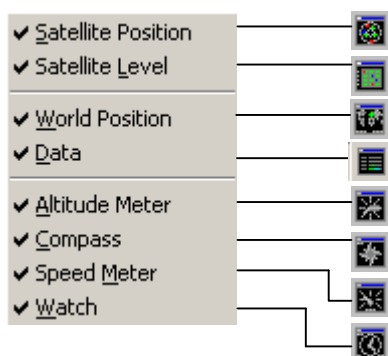 Satellite Position
Satellite Level
World Position
Data
Altitude Meter
Compass
Speed Meter
Watch